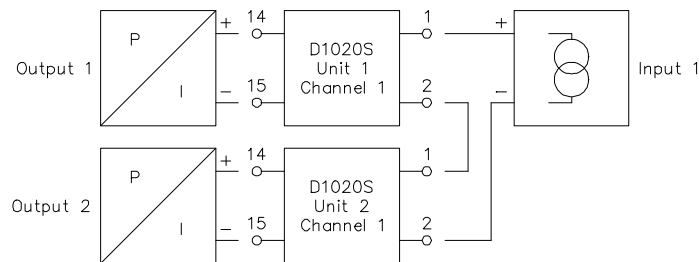 + 14 1 +
P
D1020S
Output 1 Unit 1 Input 1
Channel 1
I - 15 2 -
+ 14 1
P
D1020S
Output 2 Unit 2
Channel 1
I - 15 2